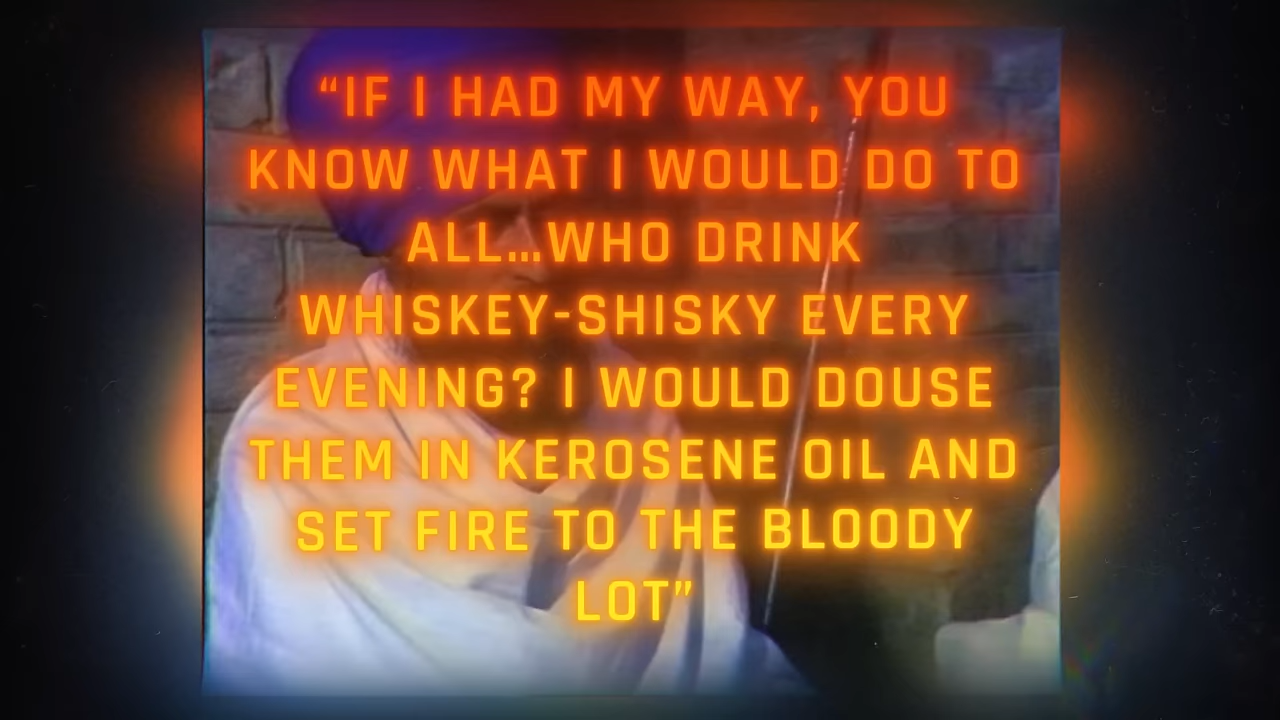 “IF I HAD MY WAY, YOU
KNOW WHAT I WOULD DO TO
ALL...WHO DRINK
WHISKEY-SHISKY EVERY
EVENING? I WOULD DOUSE
THEM IN KEROSENE OIL AND
SET FIRE TO THE BLOODY
LOT”